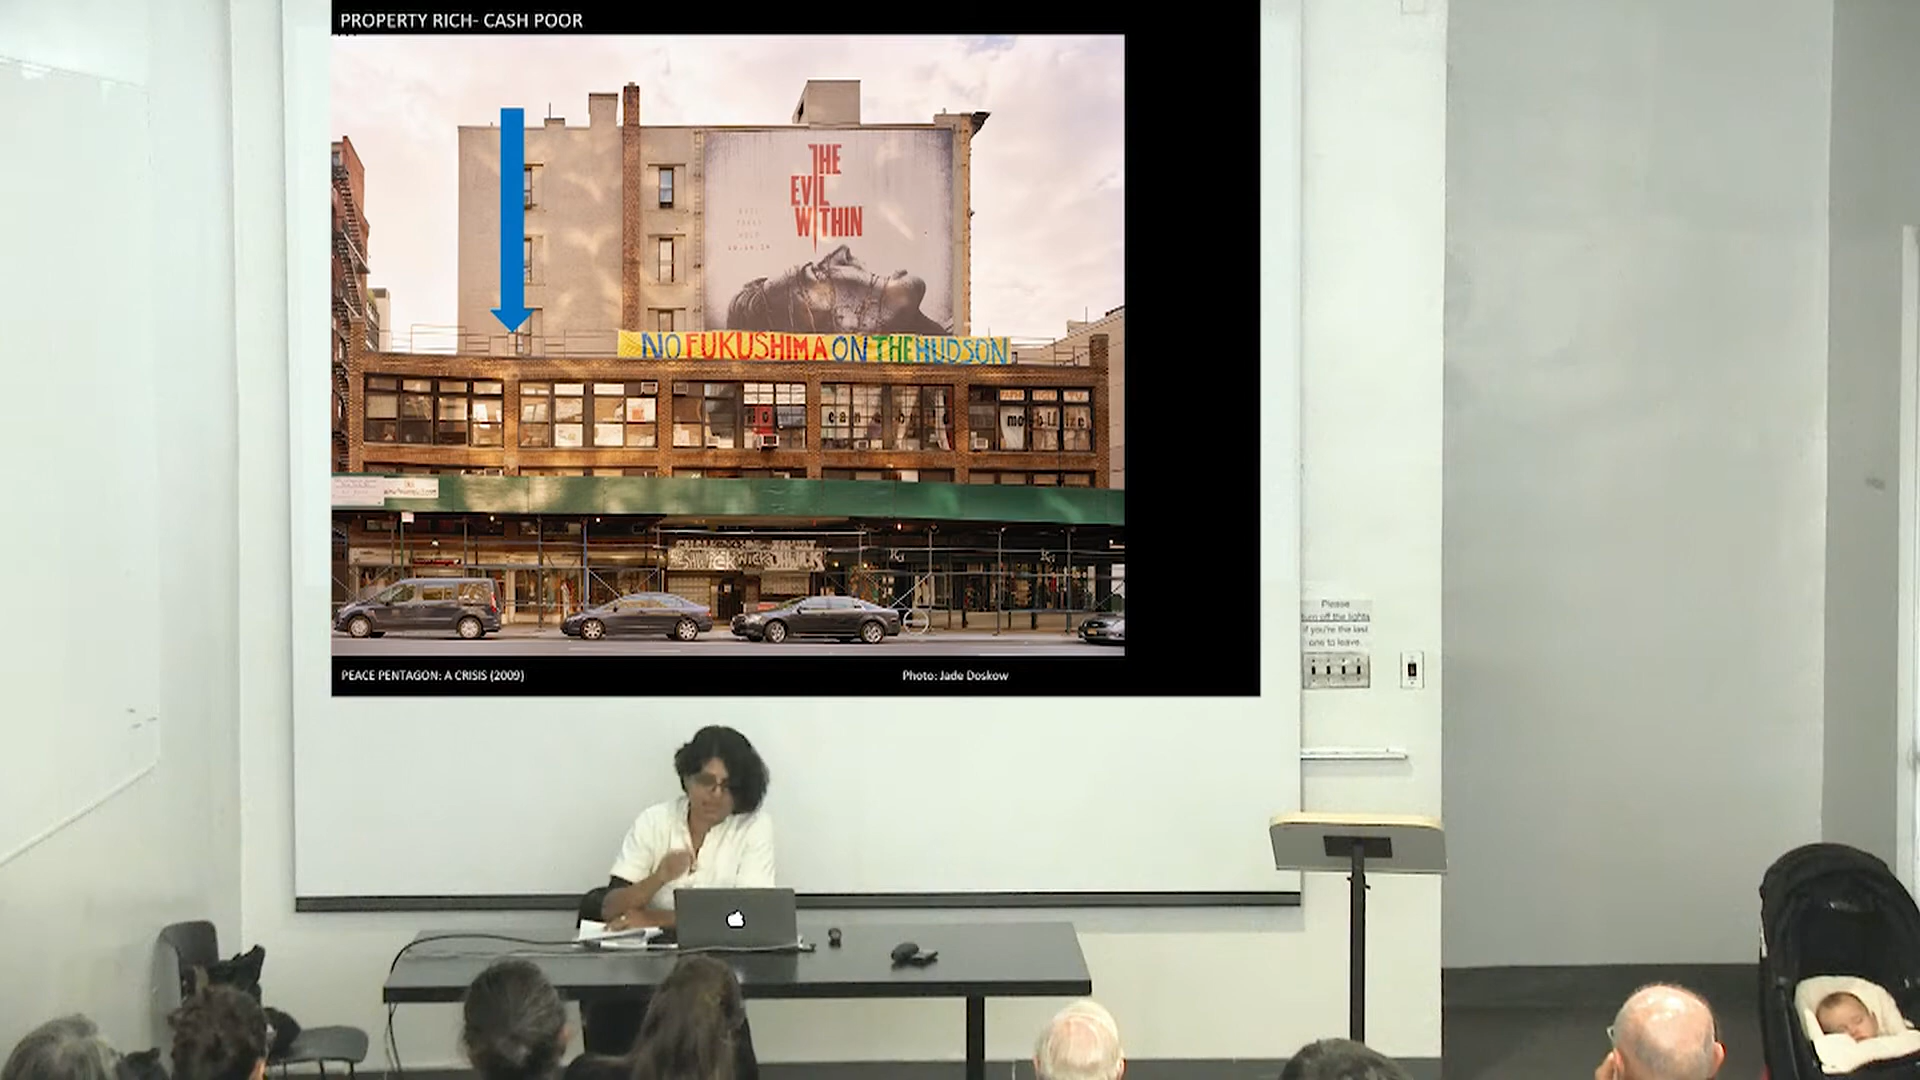 PROPERTY RICH- CASH POOR
THE
EVIL
WITHIN
NO FUKUSHIMA ON THE HUDSON
mobilize
PEACE PENTAGON: A CRISIS (2009)
Photo: Jade Doskow
Please
turn off the lights
if you're the last
one to leave.